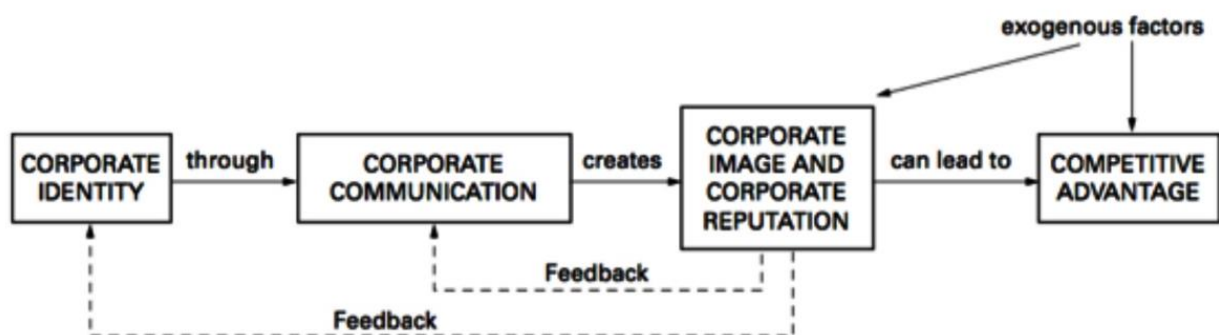 exogenous factors
CORPORATE
IDENTITY
through
CORPORATE
COMMUNICATION
creates
CORPORATE
IMAGE AND
CORPORATE
REPUTATION
can lead to
COMPETITIVE
ADVANTAGE
Feedback
Feedback